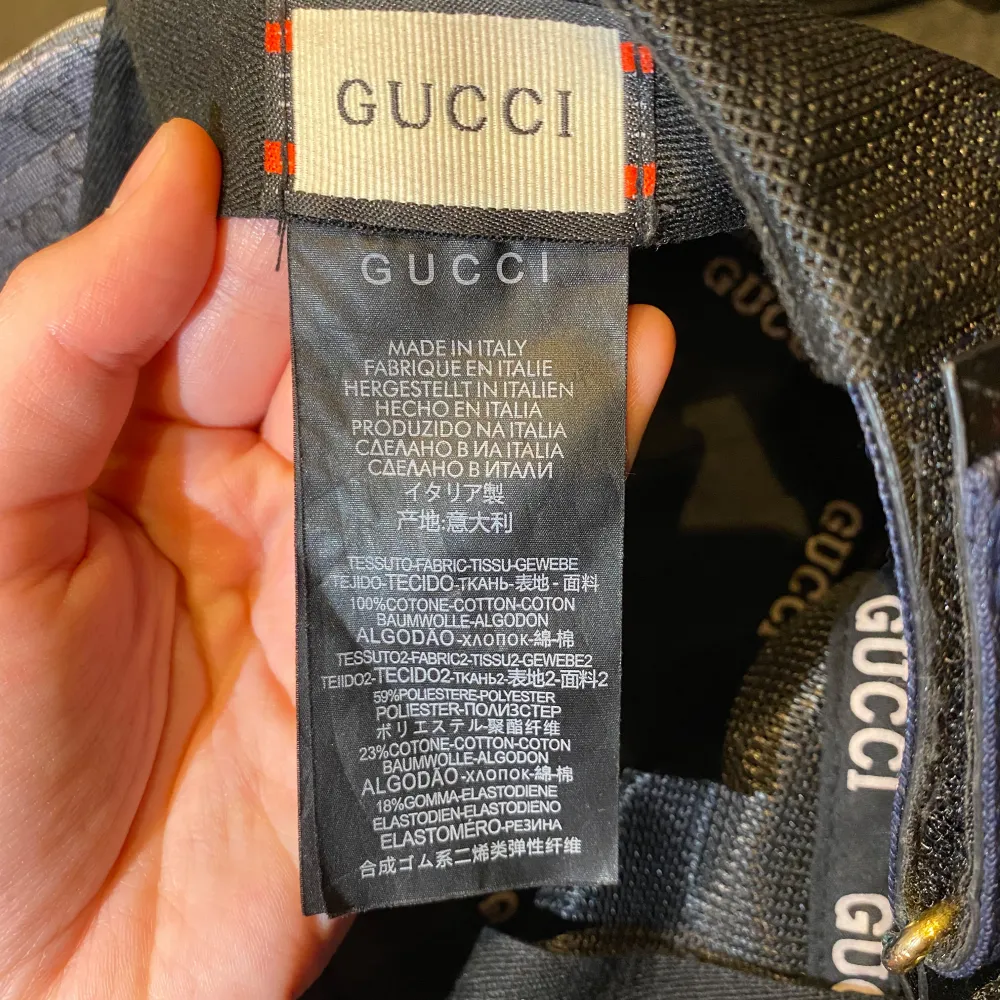 GUCCI
GUCCI
MADE IN ITALY
FABRIQUE EN ITALIE
HERGESTELLT IN ITALIEN
HECHO EN ITALIA
PRODUZIDO NA ITALIA
СДЕЛАНО В ИА ITALIA
СДЕЛАНО В ИТАЛИ
イタリア製
产地:意大利
TESSUTO-FABRIC-TISSU-GEWEBE
TEJIDO-TECIDO-ТКАНЬ-表地-面料
100%COTONE-COTTON-COTON
BAUMWOLLE-ALGODON
ALGODÃO-ХЛОПОК-綿-棉
TESSUTO2-FABRIC2-TISSU2-GEWEBE2
TEIIDO2-TECIDO2-ТКАНЬ2-表地2-面料2
59%POLIESTERE-POLYESTER
POLIESTER-ПОЛИЗСТЕР
ポリエステル-聚酯纤维
23%COTONE-COTTON-COTON
BAUMWOLLE-ALGODON
ALGODÃO-ХЛОПОК-綿-棉
18%GOMMA-ELASTODIENE
ELASTODIEN-ELASTODIENO
ELASTOMÉRO-РЕЗИНА
合成ゴム系二烯类弹性纤维
GUCCI
GUCCI
GUCCI
GUC